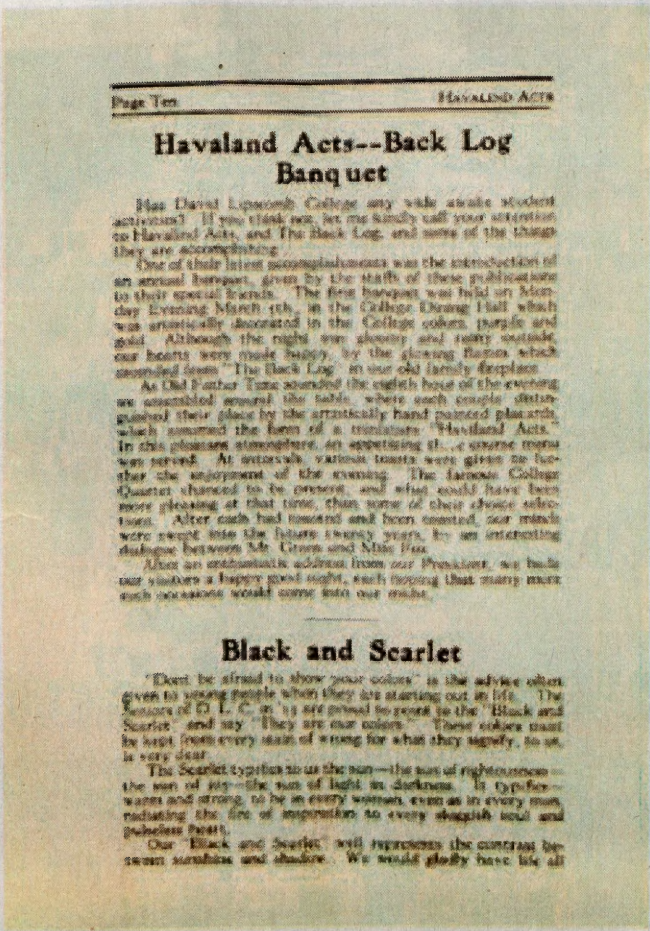 Page Ten HAVALIND ACTS
Havaland Acts--Back Log
Banquet
Has David Lipscomb College any wide awake student
activities? If you think not, let me kindly call your attention
to Havalind Acts, and The Back Log, and some of the things
they are accomplishing.
One of their latest accomplishments was the introduction of
an annual banquet, given by the staffs of these publications
to their special friends. The first banquet was held on Mon-
day Evening March 5th, in the College Dining Hall which
was artistically decorated in the College colors, purple and
gold. Although the night was gloomy and rainy outside
our hearts were made happy, by the glowing flames which
ascended from "The Back Log" in our old family fireplace.
As Old Father Time sounded the eighth hour of the evening
we assembled around the table, where each couple distin-
guished their place by the artistically hand painted placards,
which assumed the form of a miniature "Haviland Acts."
In this pleasant atmosphere, an appetizing course menu
was served. At intervals, various toasts were given to fur-
ther the enjoyment of the evening. The famous College
Quartet chanced to be present, and what could have been
more pleasing at that time, than some of their choice selec-
tions. After each had toasted and been toasted, our minds
were swept into the future twenty years, by an interesting
dialogue between Mr. Green and Miss
After an enthusiastic address from our President, we bade
our visitors a happy good night, each hoping that many more
such occasions would come into our midst.
Black and Scarlet
"Dont be afraid to show your colors" is the advice often
given to young people when they are starting out in life. The
Seniors of D. L. C. in '23 are proud to point to the "Black and
Scarlet" and say "They are our colors." These colors must
be kept from every stain of wrong for what they signify, to us,
is very dear.
The Scarlet typifies to us the sun—the sun of righteousness—
the sun of joy—the sun of light in darkness. It typifies—
warm and strong, to be in every woman, even as in every man,
radiating the fire of inspiration to every sluggish soul and
pulseless heart.
Our "Black and Scarlet" well represents the contrast be-
tween sunshine and shadow. We would gladly have life all